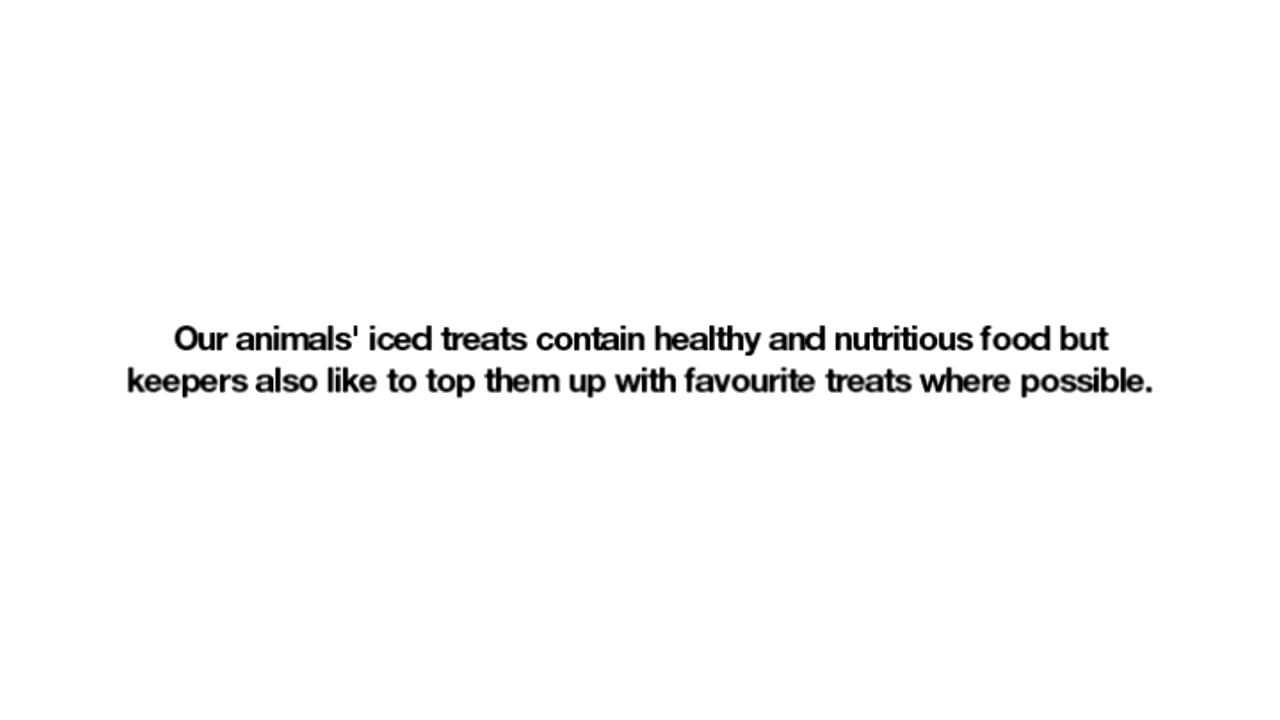 Our animals' iced treats contain healthy and nutritious food but
keepers also like to top them up with favourite treats where possible.